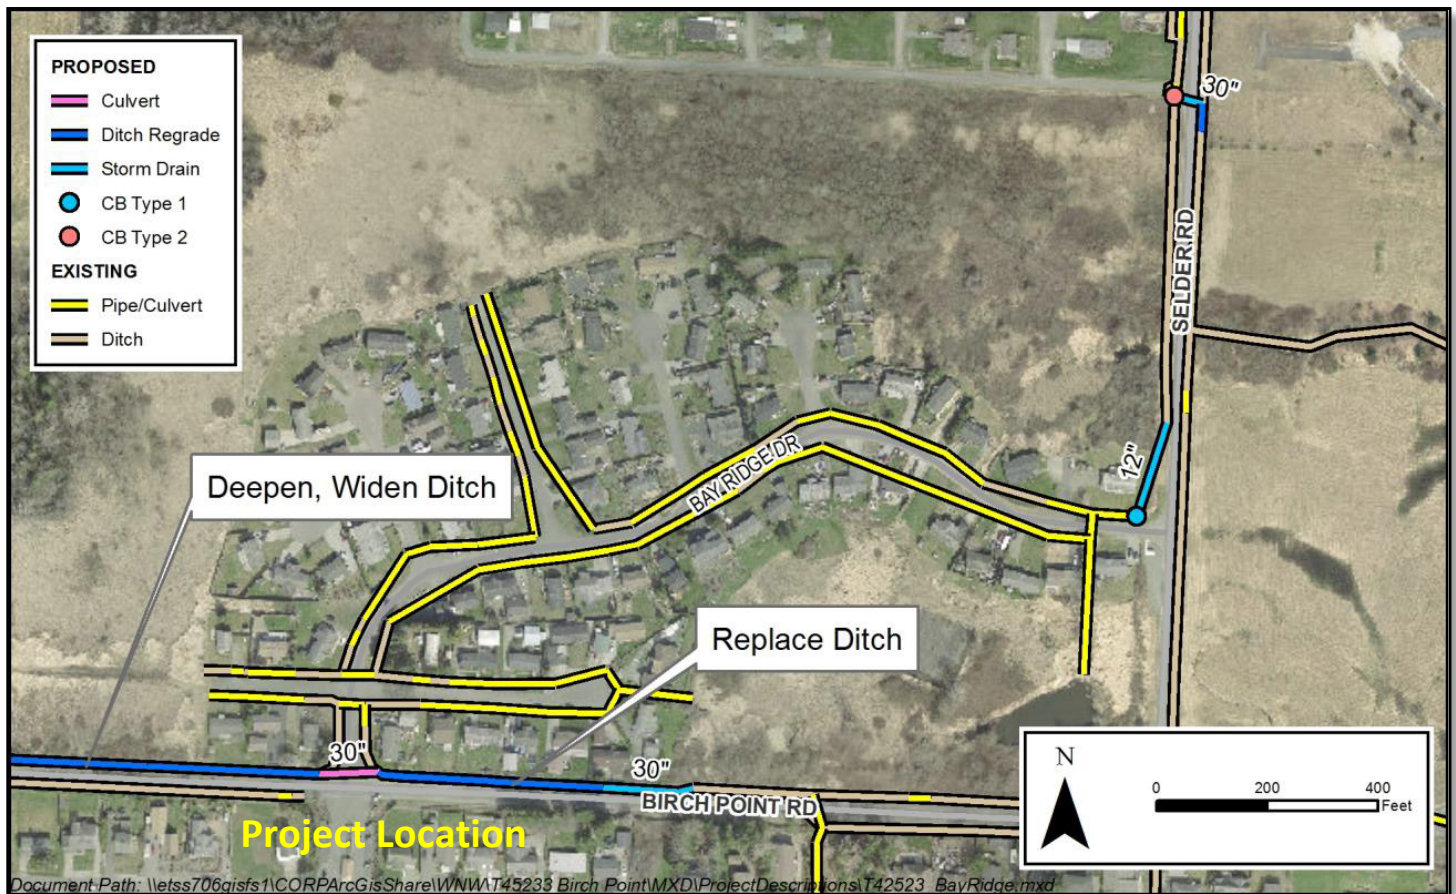 PROPOSED
Culvert
Ditch Regrade
Storm Drain
CB Type 1
CB Type 2
EXISTING
Pipe/Culvert
Ditch
30"
SELDER RD
12"
BAY RIDGE DR
Deepen, Widen Ditch
Replace Ditch
30"
30"
BIRCH POINT RD
Project Location
N
0 200 400
Feet
Document Path: \\etss706gisfs1\CORPArcGisShare\WNW\T45233 Birch Point\MXD\ProjectDescriptions\T42523_BayRidge.mxd